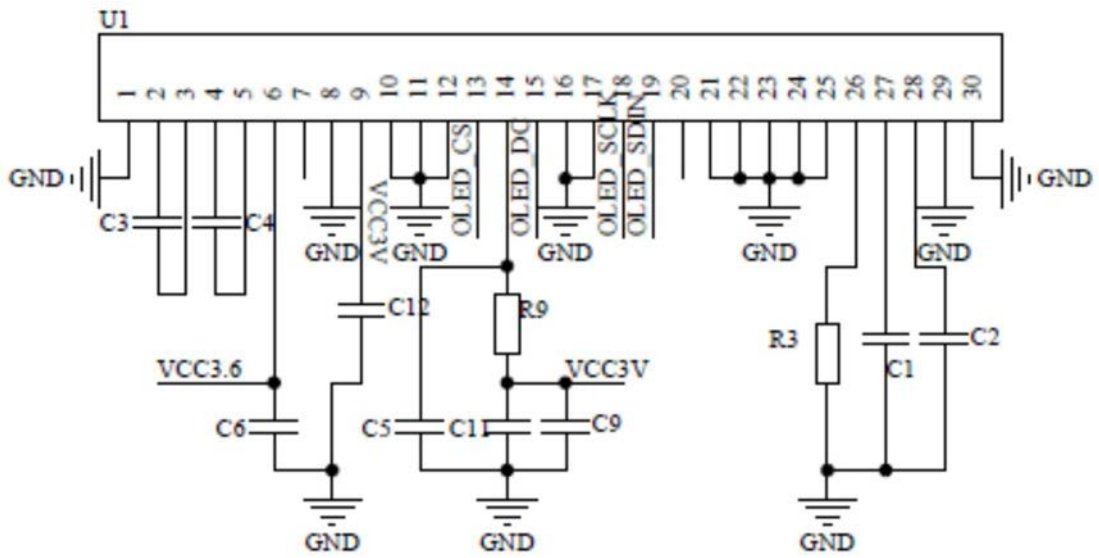 U1
1 2 3 4 5 6 7 8 9 10 11 12 13 14 15 16 17 18 19 20 21 22 23 24 25 26 27 28 29 30
OLED_CS
OLED_DC
OLED_SCLK
OLED_SDIN
GND
GND
C3
C4
VCC3V
GND
GND
GND
GND
GND
C12
R9
R3
C1
C2
VCC3.6
VCC3V
C6
C5
C11
C9
GND
GND
GND